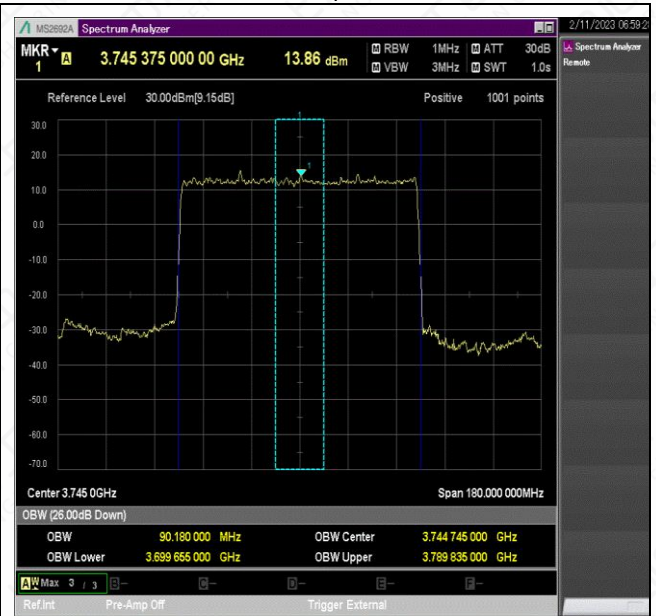 MS2692A Spectrum Analyzer 2/11/2023 06:59:2
MKR 1 A 3.745 375 000 00 GHz 13.86 dBm M RBW 1MHz M ATT 30dB
M VBW 3MHz M SWT 1.0s
Spectrum Analyzer
Remote
Reference Level 30.00dBm[9.15dB] Positive 1001 points
1
30.0
20.0
1
10.0
0.0
-10.0
-20.0
-30.0
-40.0
-50.0
-60.0
-70.0
Center 3.745 0GHz Span 180.000 000MHz
OBW (26.00dB Down)
OBW 90.180 000 MHz OBW Center 3.744 745 000 GHz
OBW Lower 3.699 655 000 GHz OBW Upper 3.789 835 000 GHz
A W Max 3 / 3 B- C- D- E- F-
Ref.Int Pre-Amp Off Trigger External